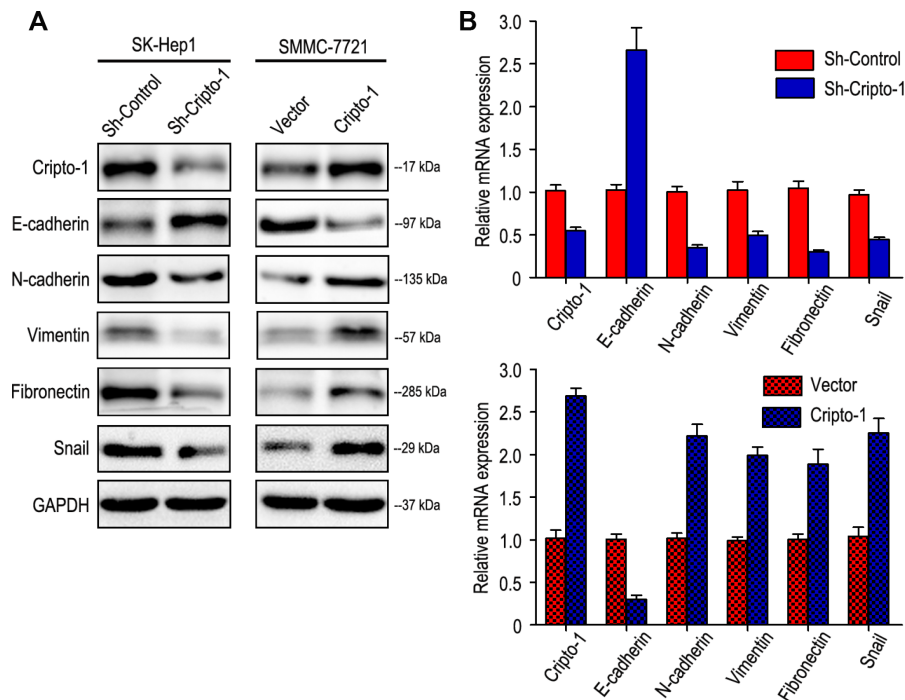 A
SK-Hep1
SMMC-7721
Sh-Control
Sh-Cripto-1
Vector
Cripto-1
Cripto-1
--17 kDa
E-cadherin
--97 kDa
N-cadherin
--135 kDa
Vimentin
--57 kDa
Fibronectin
--285 kDa
Snail
--29 kDa
GAPDH
--37 kDa
B
Relative mRNA expression
3.0
2.5
2.0
1.5
1.0
0.5
0
Sh-Control
Sh-Cripto-1
Cripto-1
E-cadherin
N-cadherin
Vimentin
Fibronectin
Snail
Relative mRNA expression
3.0
2.5
2.0
1.5
1.0
0.5
0
Vector
Cripto-1
Cripto-1
E-cadherin
N-cadherin
Vimentin
Fibronectin
Snail